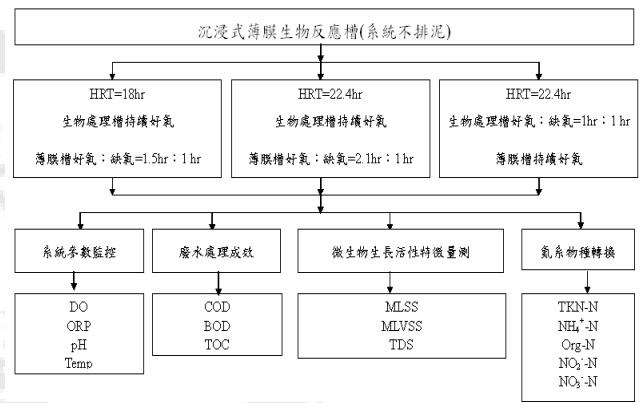 沉浸式薄膜生物反應槽(系統不排泥)
HRT=18hr
生物處理槽持續好氧
薄膜槽好氧：缺氧=1.5hr：1 hr
HRT=22.4hr
生物處理槽持續好氧
薄膜槽好氧：缺氧=2.1hr：1 hr
HRT=22.4hr
生物處理槽好氧：缺氧=1hr：1 hr
薄膜槽持續好氧
系統參數監控
DO
ORP
pH
Temp
廢水處理成效
COD
BOD
TOC
微生物生長活性特徵量測
MLSS
MLVSS
TDS
氮系物種轉換
TKN-N
NH₄⁺-N
Org-N
NO₂⁻-N
NO₃⁻-N